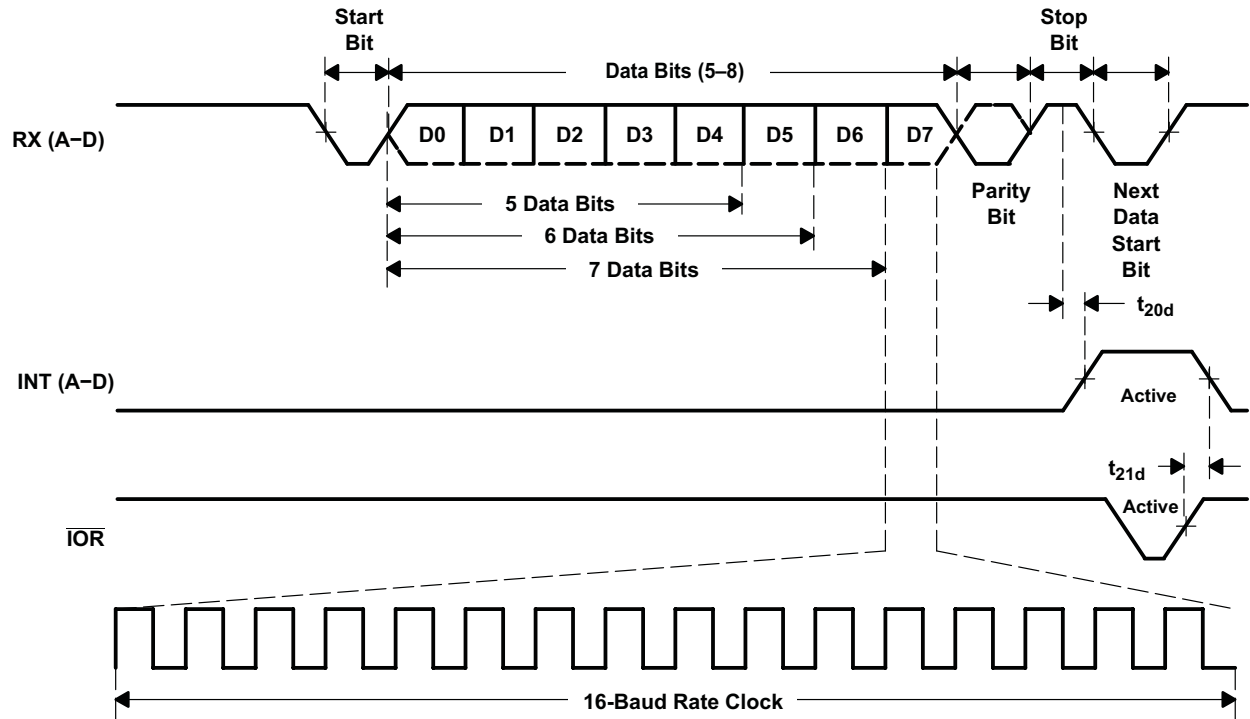 Start
Bit
Stop
Bit
Data Bits (5–8)
RX (A–D)
D0 D1 D2 D3 D4 D5 D6 D7
5 Data Bits
6 Data Bits
7 Data Bits
Parity
Bit
Next
Data
Start
Bit
t20d
INT (A–D)
Active
t21d
Active
IOR
16-Baud Rate Clock